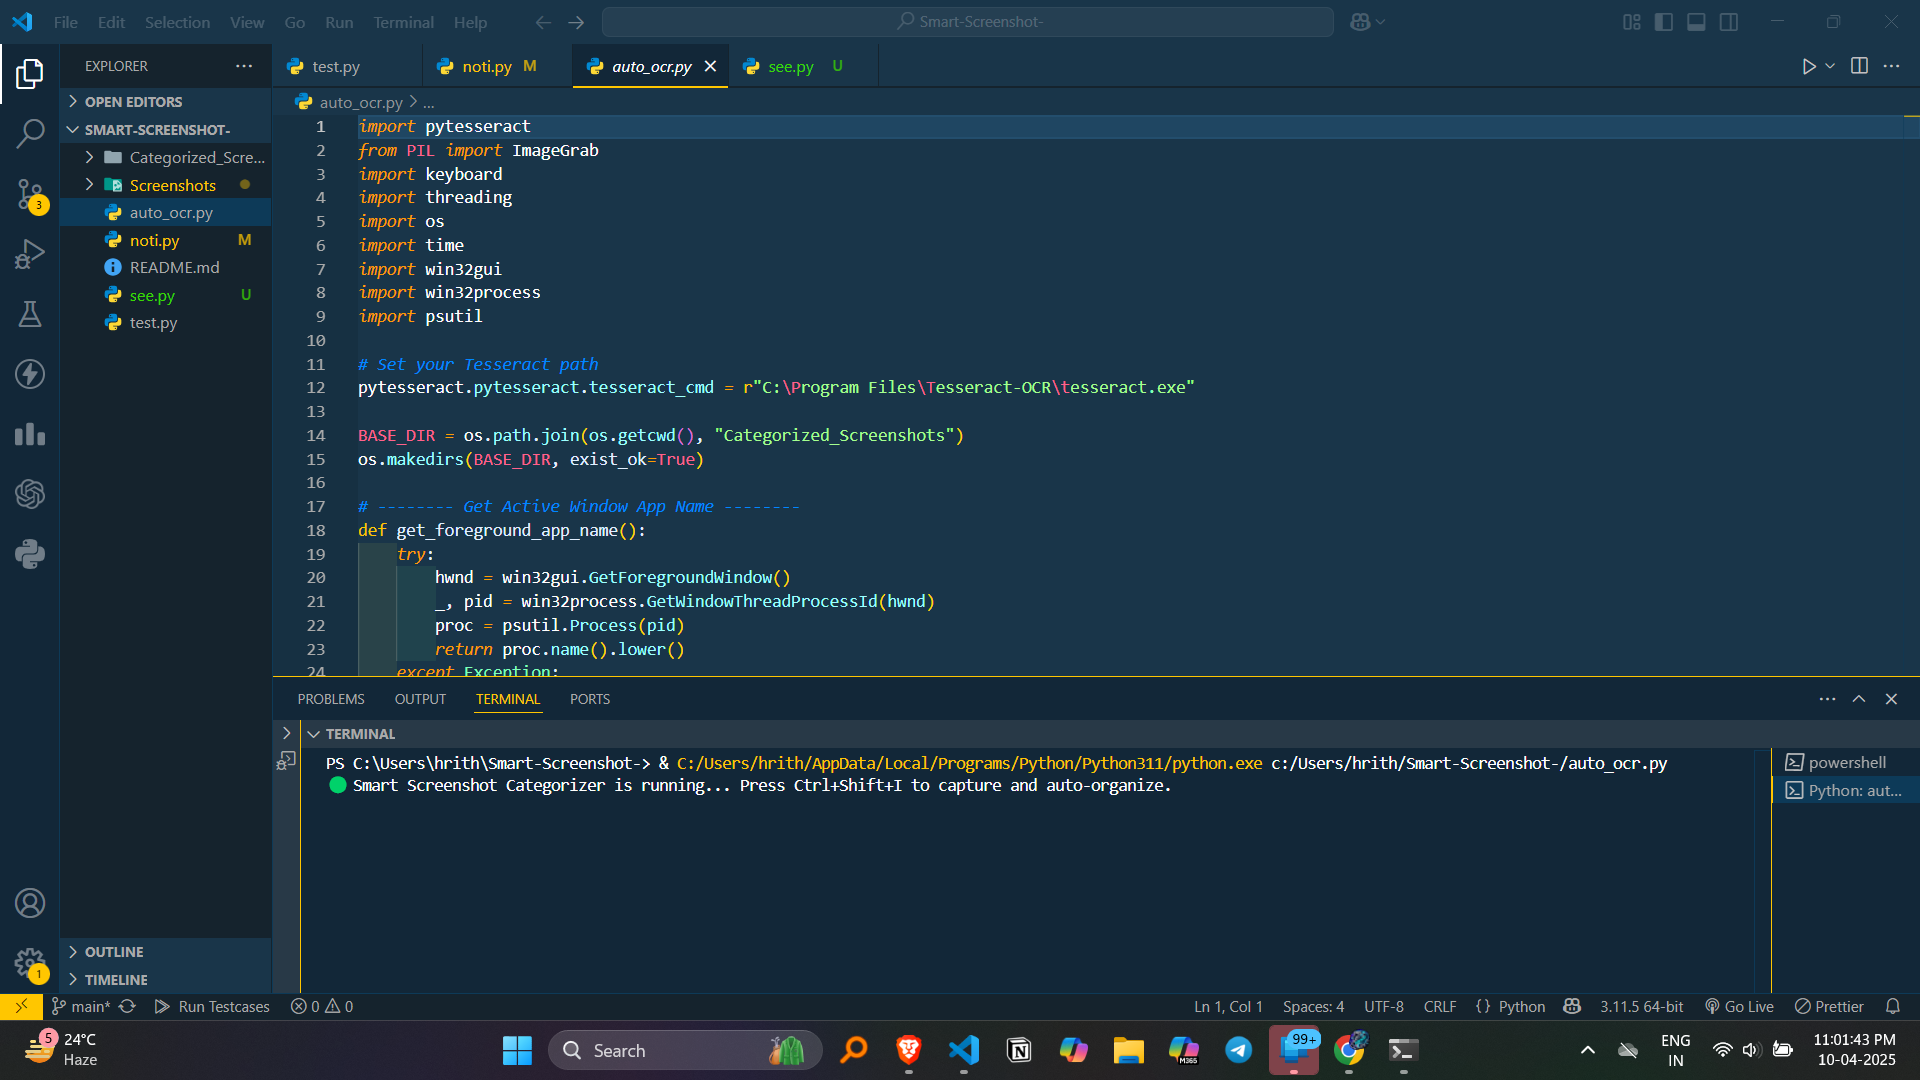 File Edit Selection View Go Run Terminal Help
Smart-Screenshot-
EXPLORER
OPEN EDITORS
SMART-SCREENSHOT-
Categorized_Scre...
Screenshots
auto_ocr.py
noti.py M
README.md
see.py U
test.py
OUTLINE
TIMELINE
3
1
test.py noti.py M auto_ocr.py see.py U
auto_ocr.py > ...
1 import pytesseract
2 from PIL import ImageGrab
3 import keyboard
4 import threading
5 import os
6 import time
7 import win32gui
8 import win32process
9 import psutil
10
11 # Set your Tesseract path
12 pytesseract.pytesseract.tesseract_cmd = r"C:\Program Files\Tesseract-OCR\tesseract.exe"
13
14 BASE_DIR = os.path.join(os.getcwd(), "Categorized_Screenshots")
15 os.makedirs(BASE_DIR, exist_ok=True)
16
17 # -------- Get Active Window App Name --------
18 def get_foreground_app_name():
19 try:
20 hwnd = win32gui.GetForegroundWindow()
21 _, pid = win32process.GetWindowThreadProcessId(hwnd)
22 proc = psutil.Process(pid)
23 return proc.name().lower()
24 except Exception:
PROBLEMS OUTPUT TERMINAL PORTS
TERMINAL
PS C:\Users\hrith\Smart-Screenshot-> & C:/Users/hrith/AppData/Local/Programs/Python/Python311/python.exe c:/Users/hrith/Smart-Screenshot-/auto_ocr.py
Smart Screenshot Categorizer is running... Press Ctrl+Shift+I to capture and auto-organize.
powershell
Python: aut...
main* Run Testcases 0 0 Ln 1, Col 1 Spaces: 4 UTF-8 CRLF {} Python 3.11.5 64-bit Go Live Prettier
5
24°C
Haze
Search
M365
99+
ENG
IN
11:01:43 PM
10-04-2025